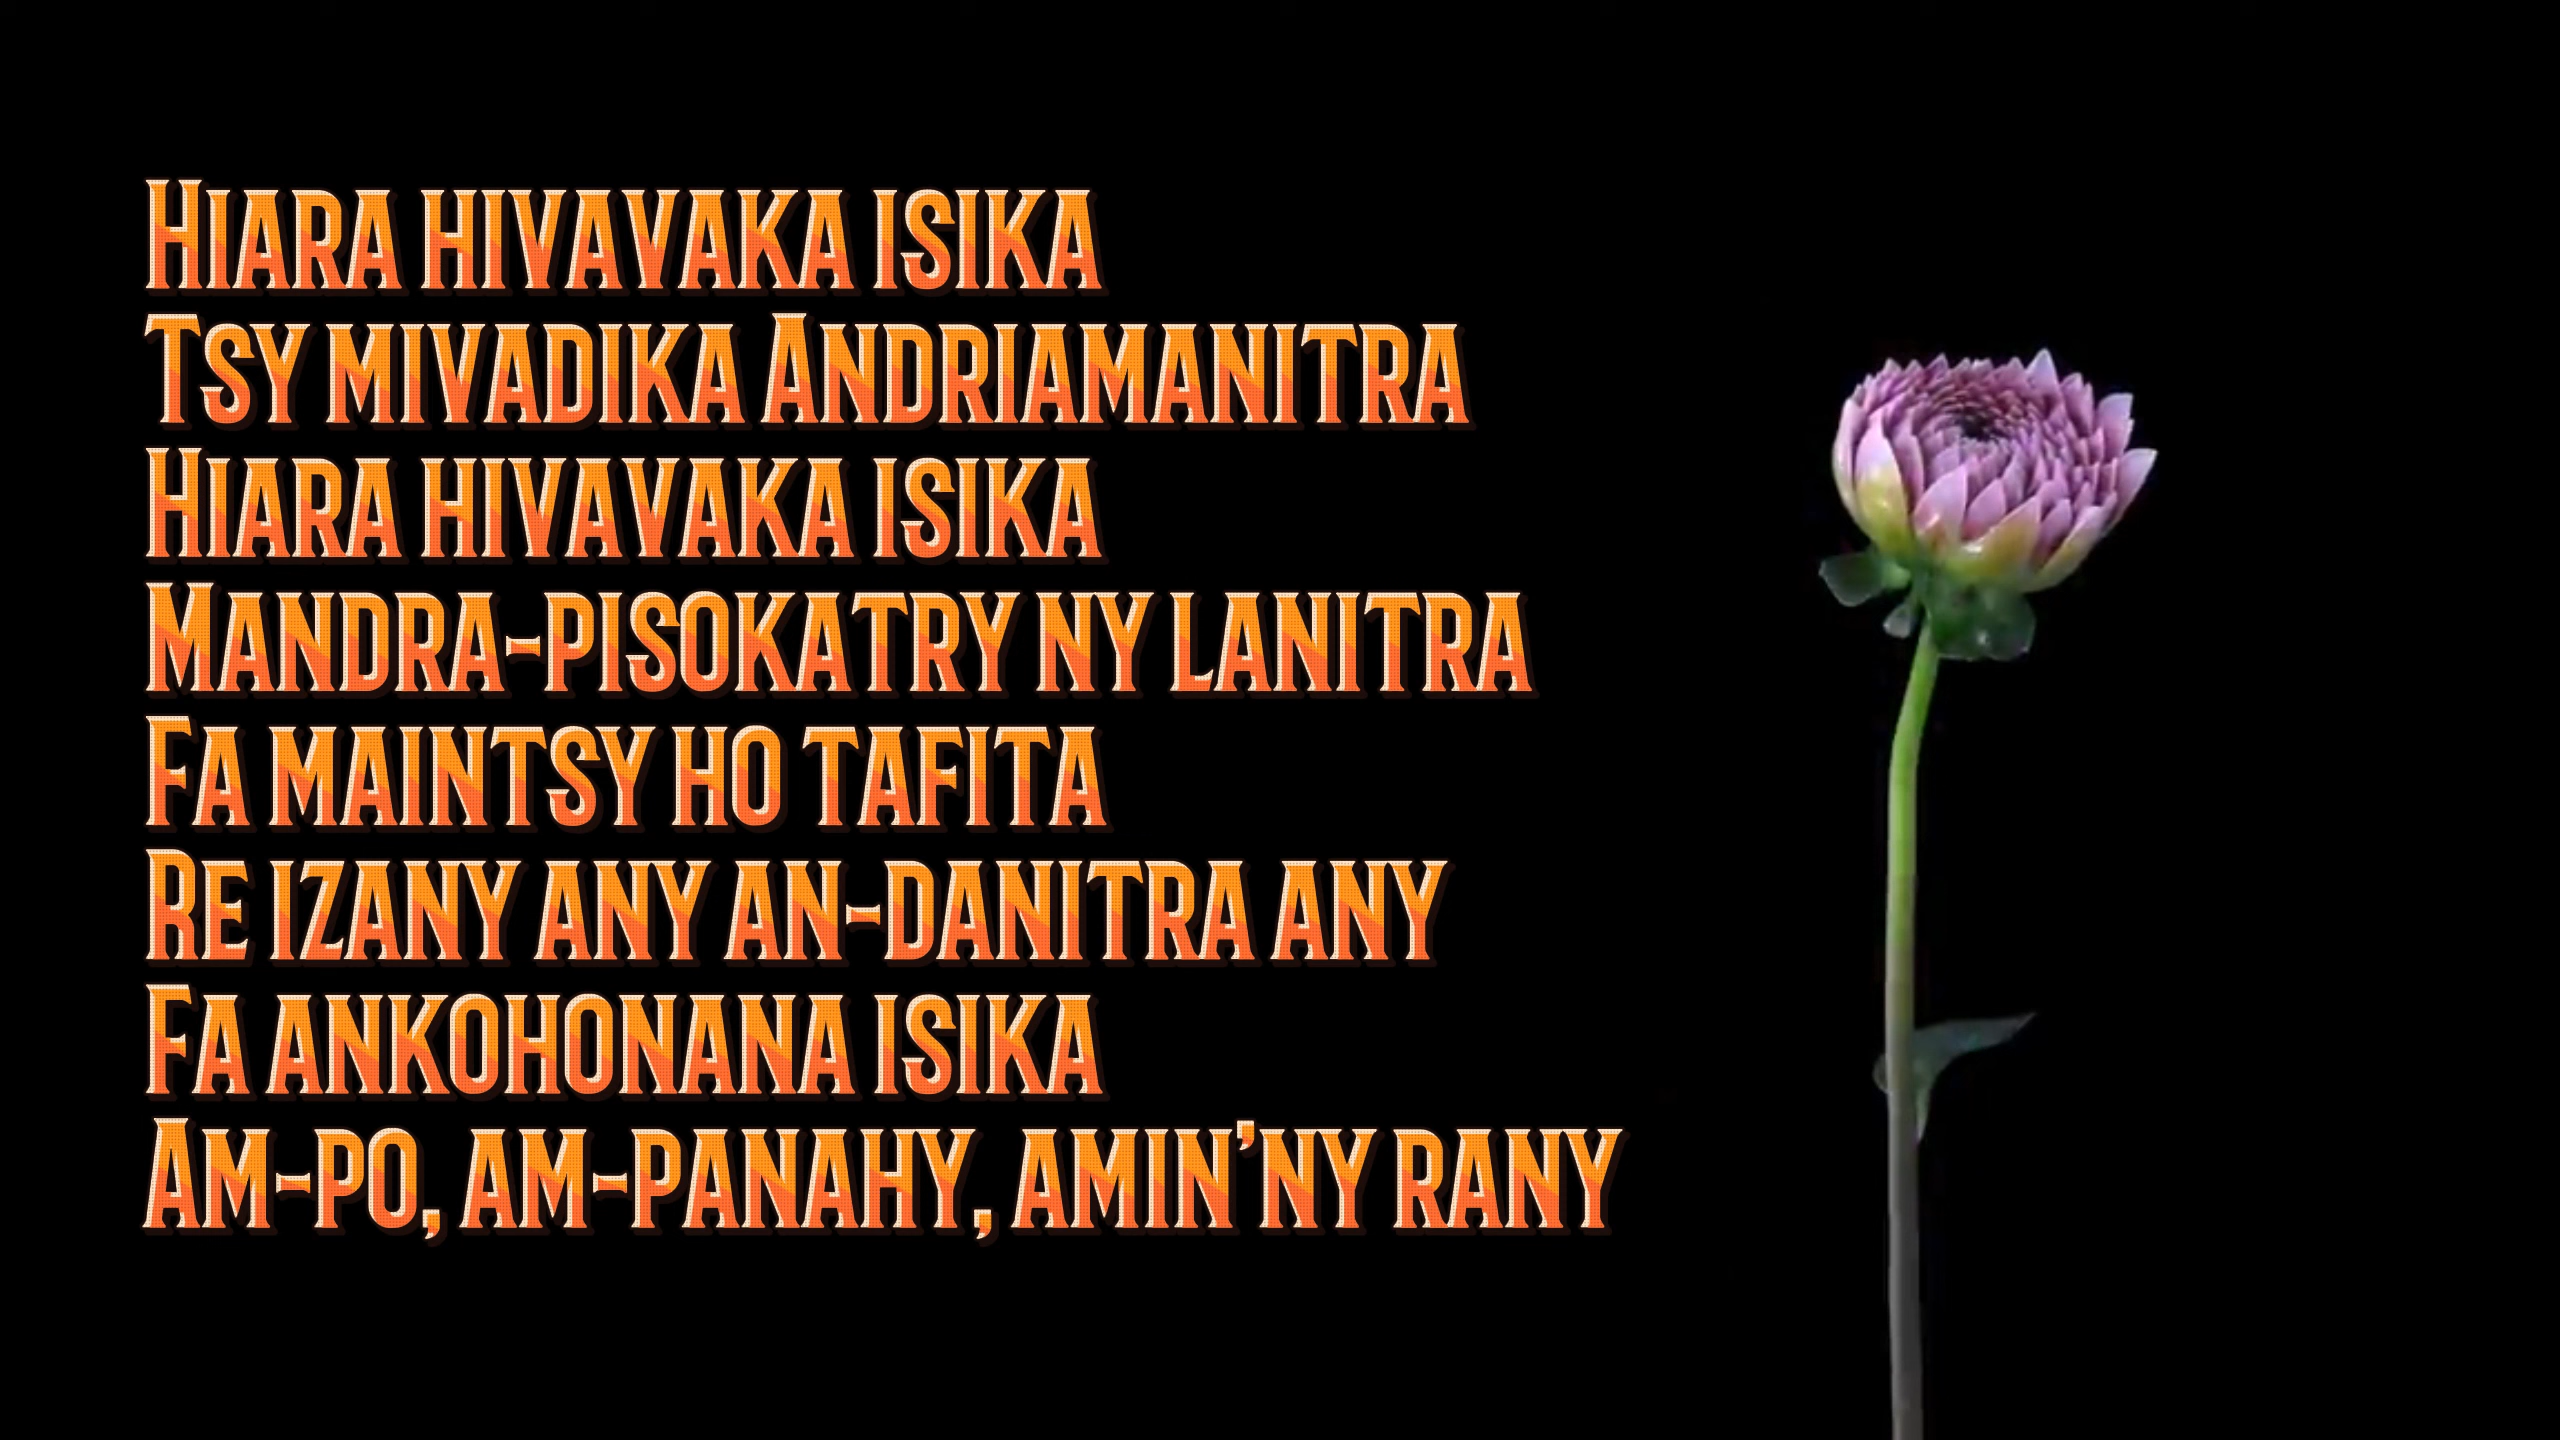 Hiara hivavaka isika
Tsy mivadika Andriamanitra
Hiara hivavaka isika
Mandra-pisokatry ny lanitra
Fa maintsy ho tafita
Re izany any an-danitra any
Fa ankohonana isika
Am-po, am-panahy, amin'ny rany